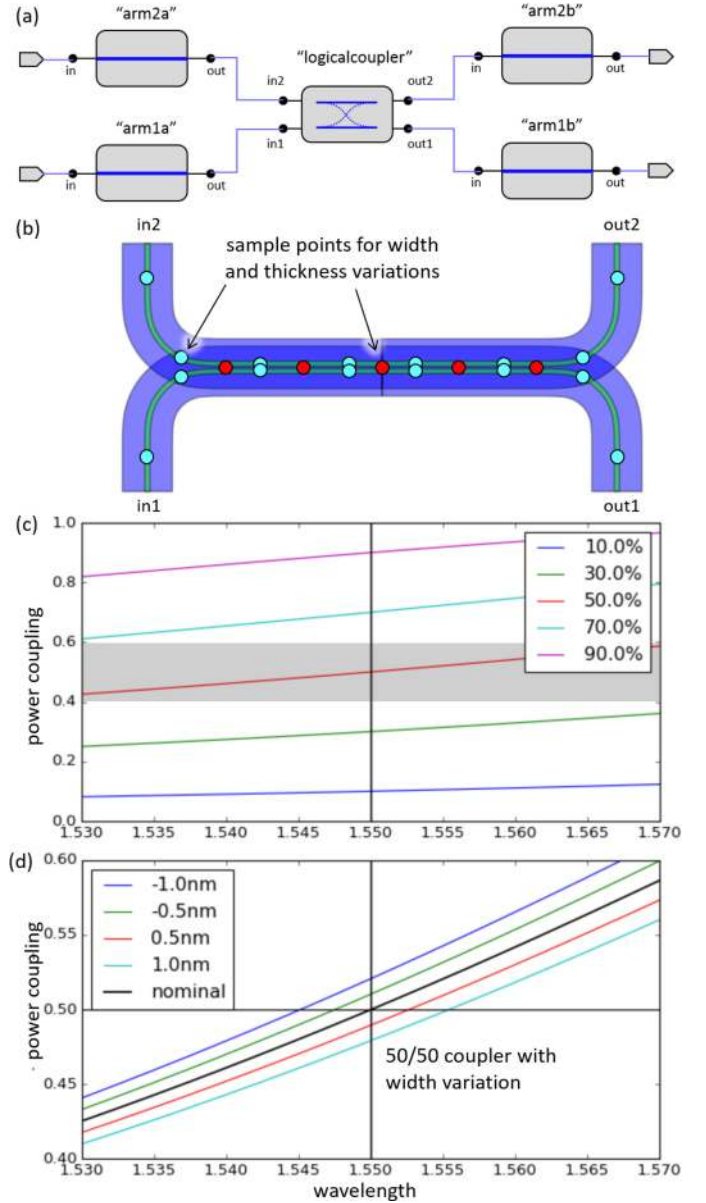 (a)
"arm2a"
"arm2b"
"logicalcoupler"
in
out
in2
out2
in
out
"arm1a"
in1
out1
"arm1b"
in
out
in
out
(b)
in2
out2
sample points for width
and thickness variations
in1
out1
(c)
1.0
0.8
0.6
0.4
0.2
0.0
power coupling
10.0%
30.0%
50.0%
70.0%
90.0%
1.530 1.535 1.540 1.545 1.550 1.555 1.560 1.565 1.570
(d)
0.60
0.55
0.50
0.45
0.40
power coupling
-1.0nm
-0.5nm
0.5nm
1.0nm
nominal
50/50 coupler with
width variation
1.530 1.535 1.540 1.545 1.550 1.555 1.560 1.565 1.570
wavelength